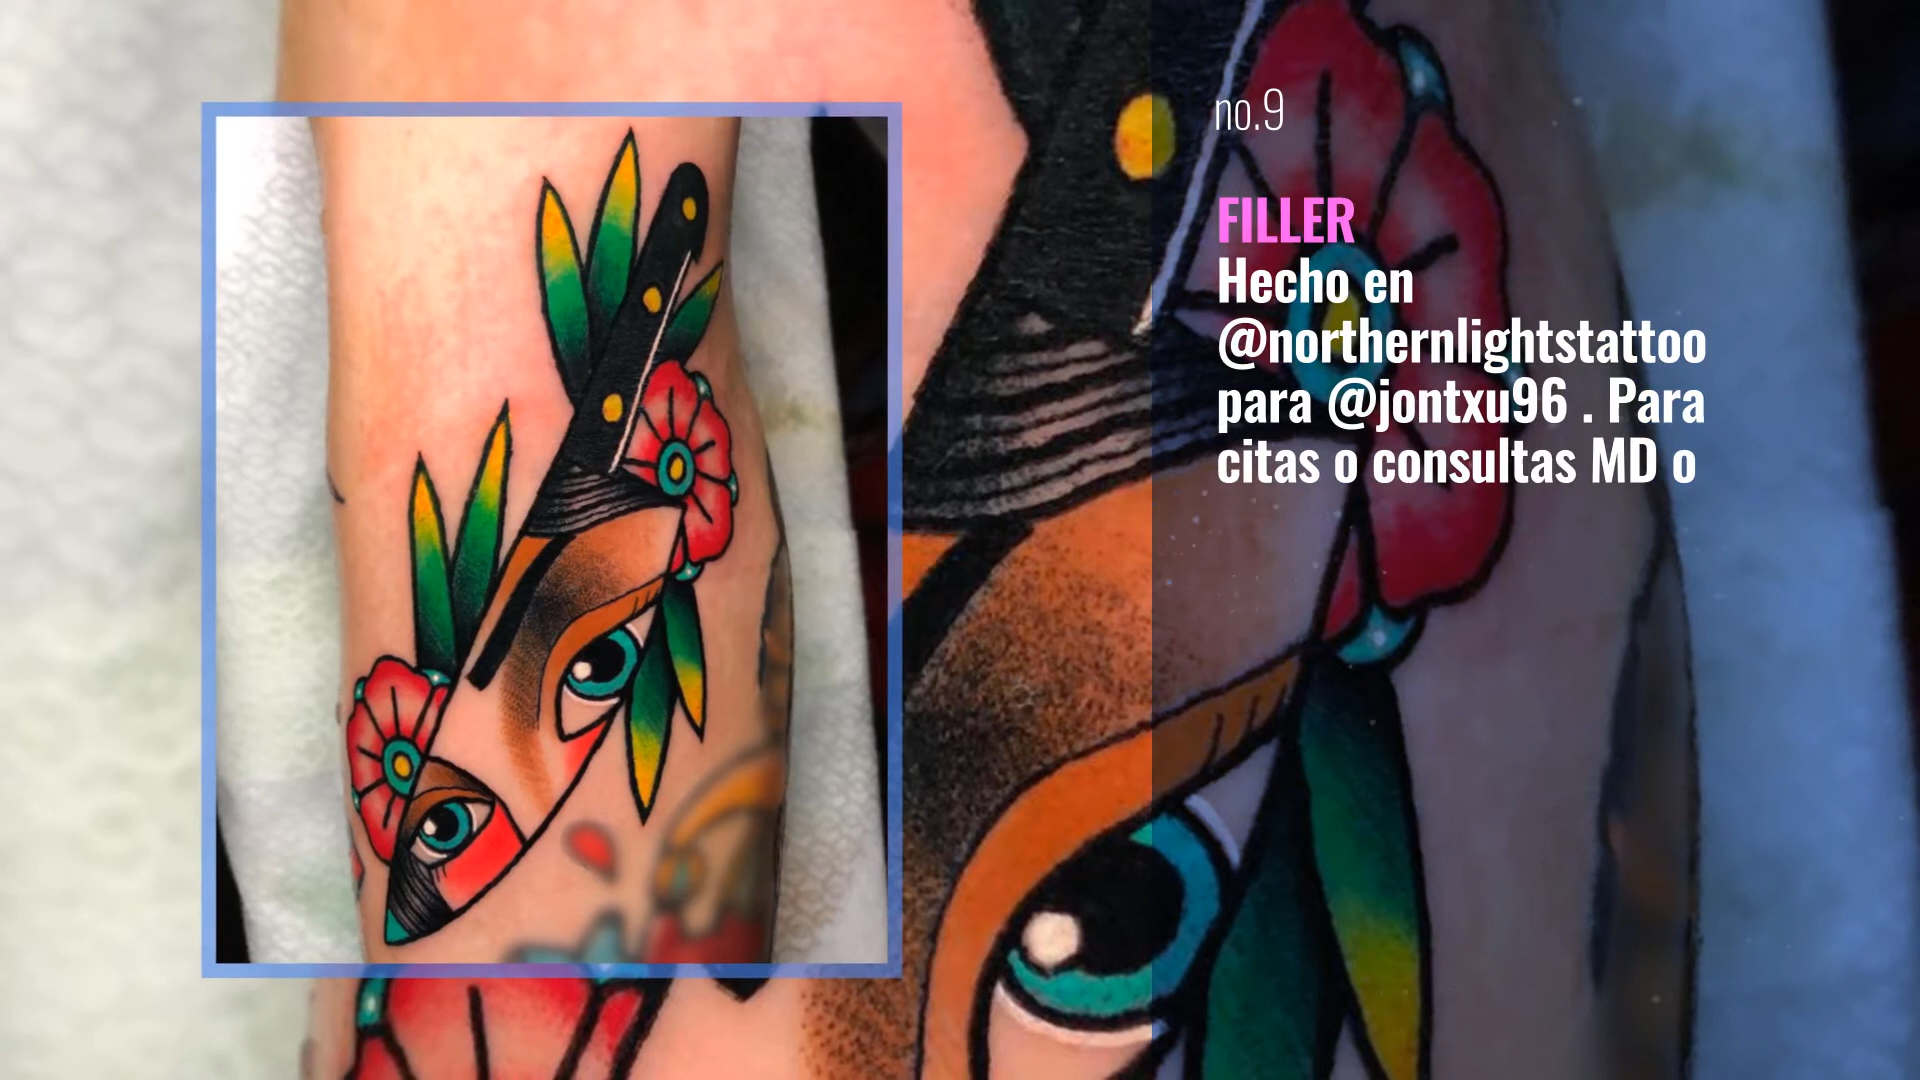 no.9
FILLER
Hecho en
@northernlightstattoo
para @jontxu96 . Para
citas o consultas MD o